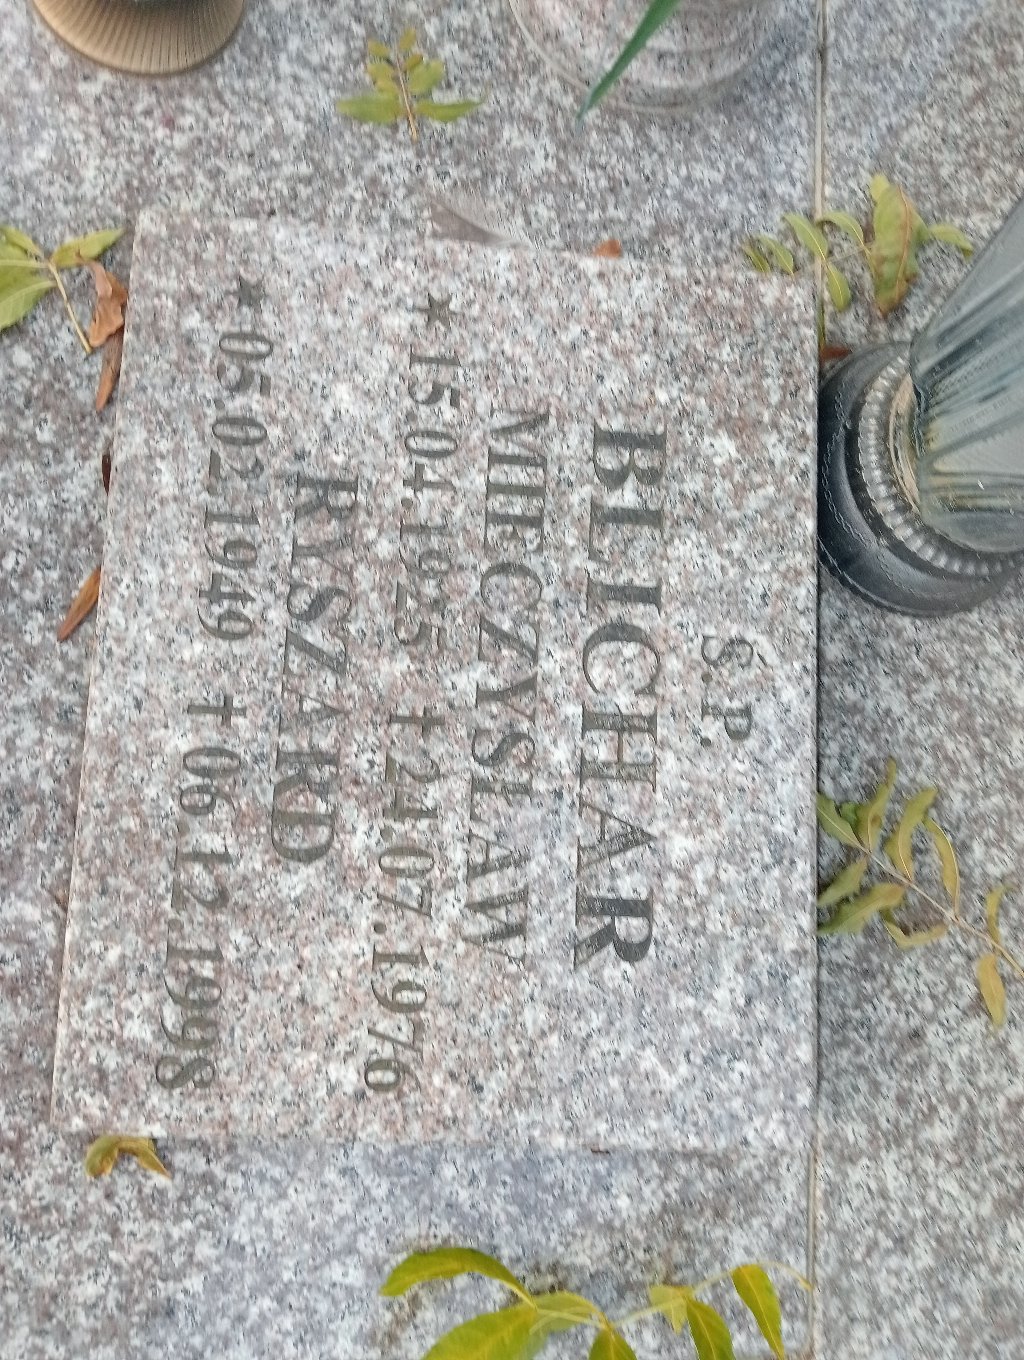 Ś.P.
BLICHAR
MIECZYSŁAW
* 15.04.1925 + 24.07.1976
RYSZARD
* 05.02.1949 + 06.12.1998